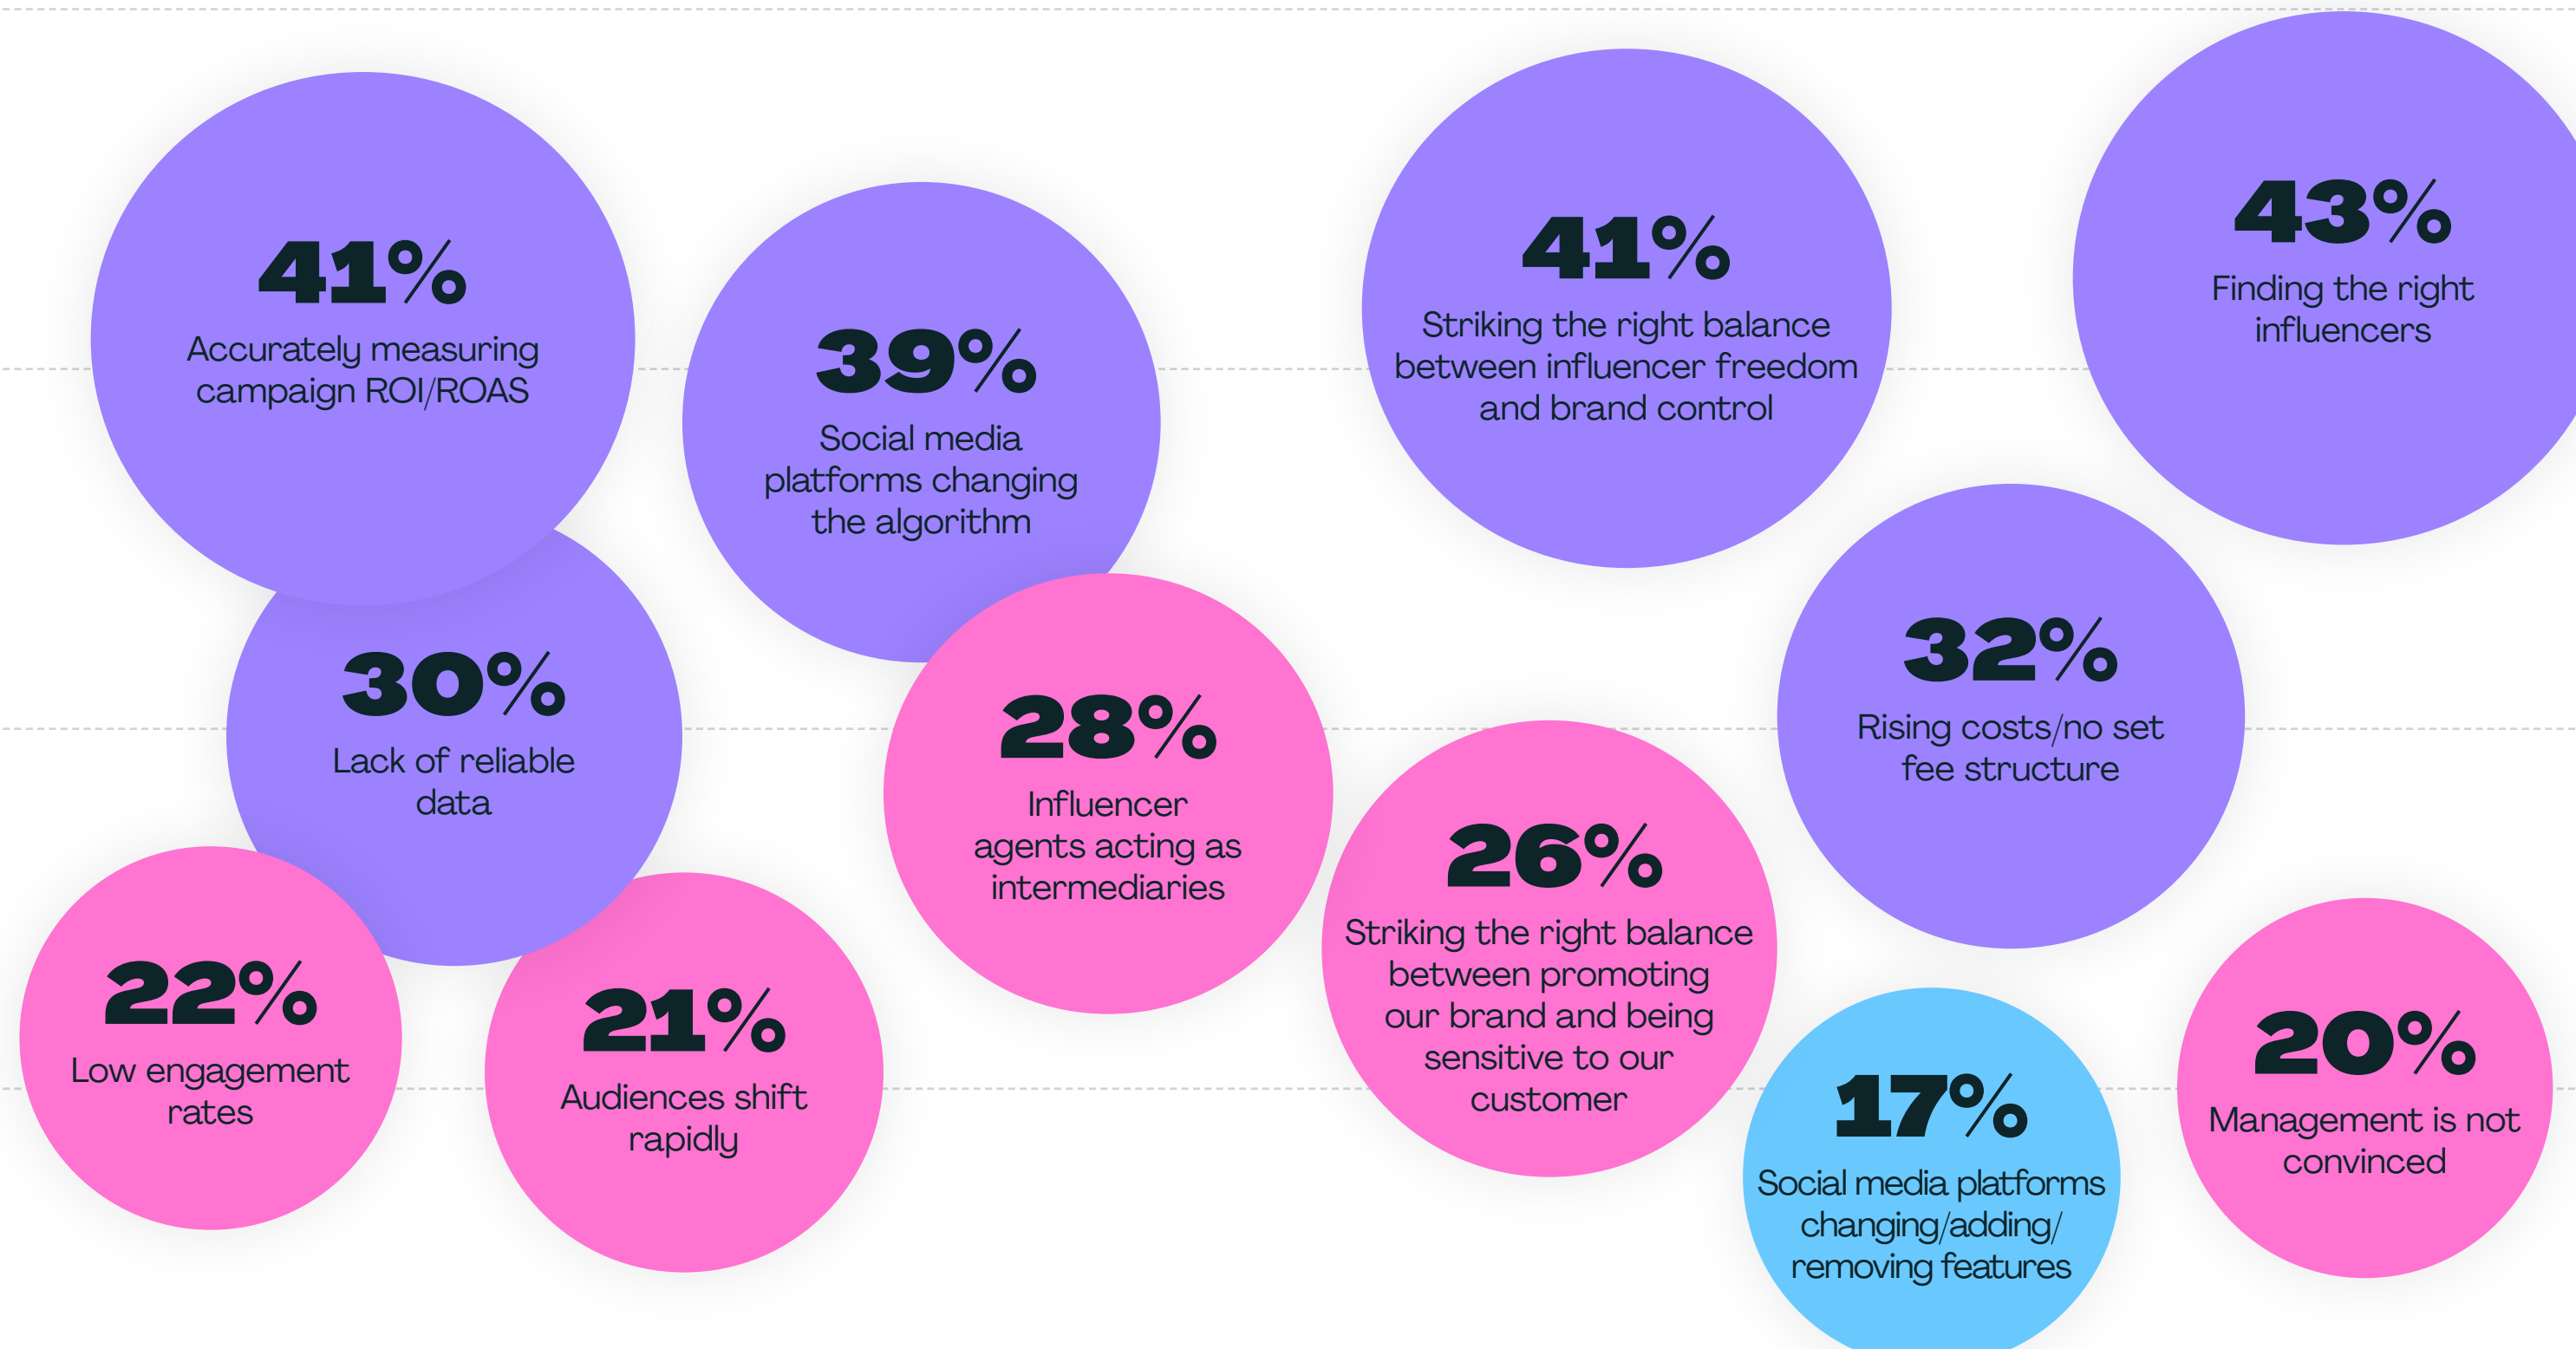 41%
Accurately measuring
campaign ROI/ROAS
39%
Social media
platforms changing
the algorithm
41%
Striking the right balance
between influencer freedom
and brand control
43%
Finding the right
influencers
30%
Lack of reliable
data
28%
Influencer
agents acting as
intermediaries
32%
Rising costs/no set
fee structure
26%
Striking the right balance
between promoting
our brand and being
sensitive to our
customer
22%
Low engagement
rates
21%
Audiences shift
rapidly
17%
Social media platforms
changing/adding/
removing features
20%
Management is not
convinced